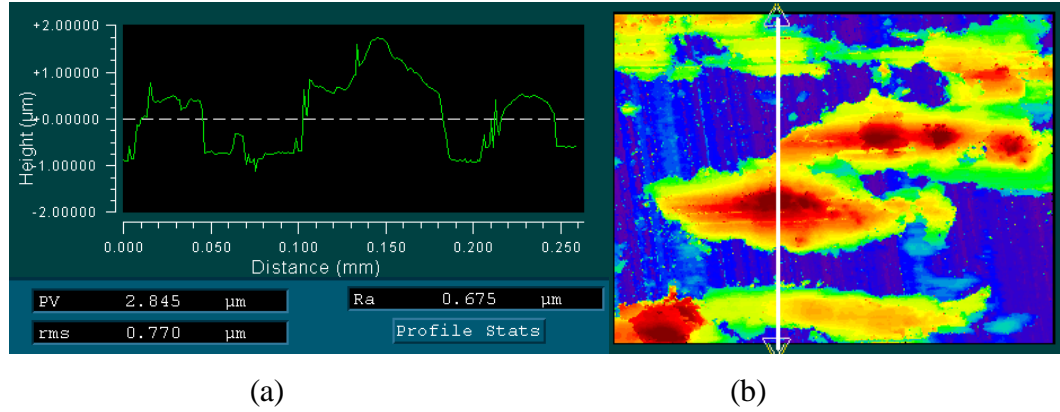 +2.00000
+1.00000
+0.00000
-1.00000
-2.00000
Height (µm)
0.000 0.050 0.100 0.150 0.200 0.250
Distance (mm)
PV 2.845 µm
Ra 0.675 µm
rms 0.770 µm
Profile Stats
(a) (b)